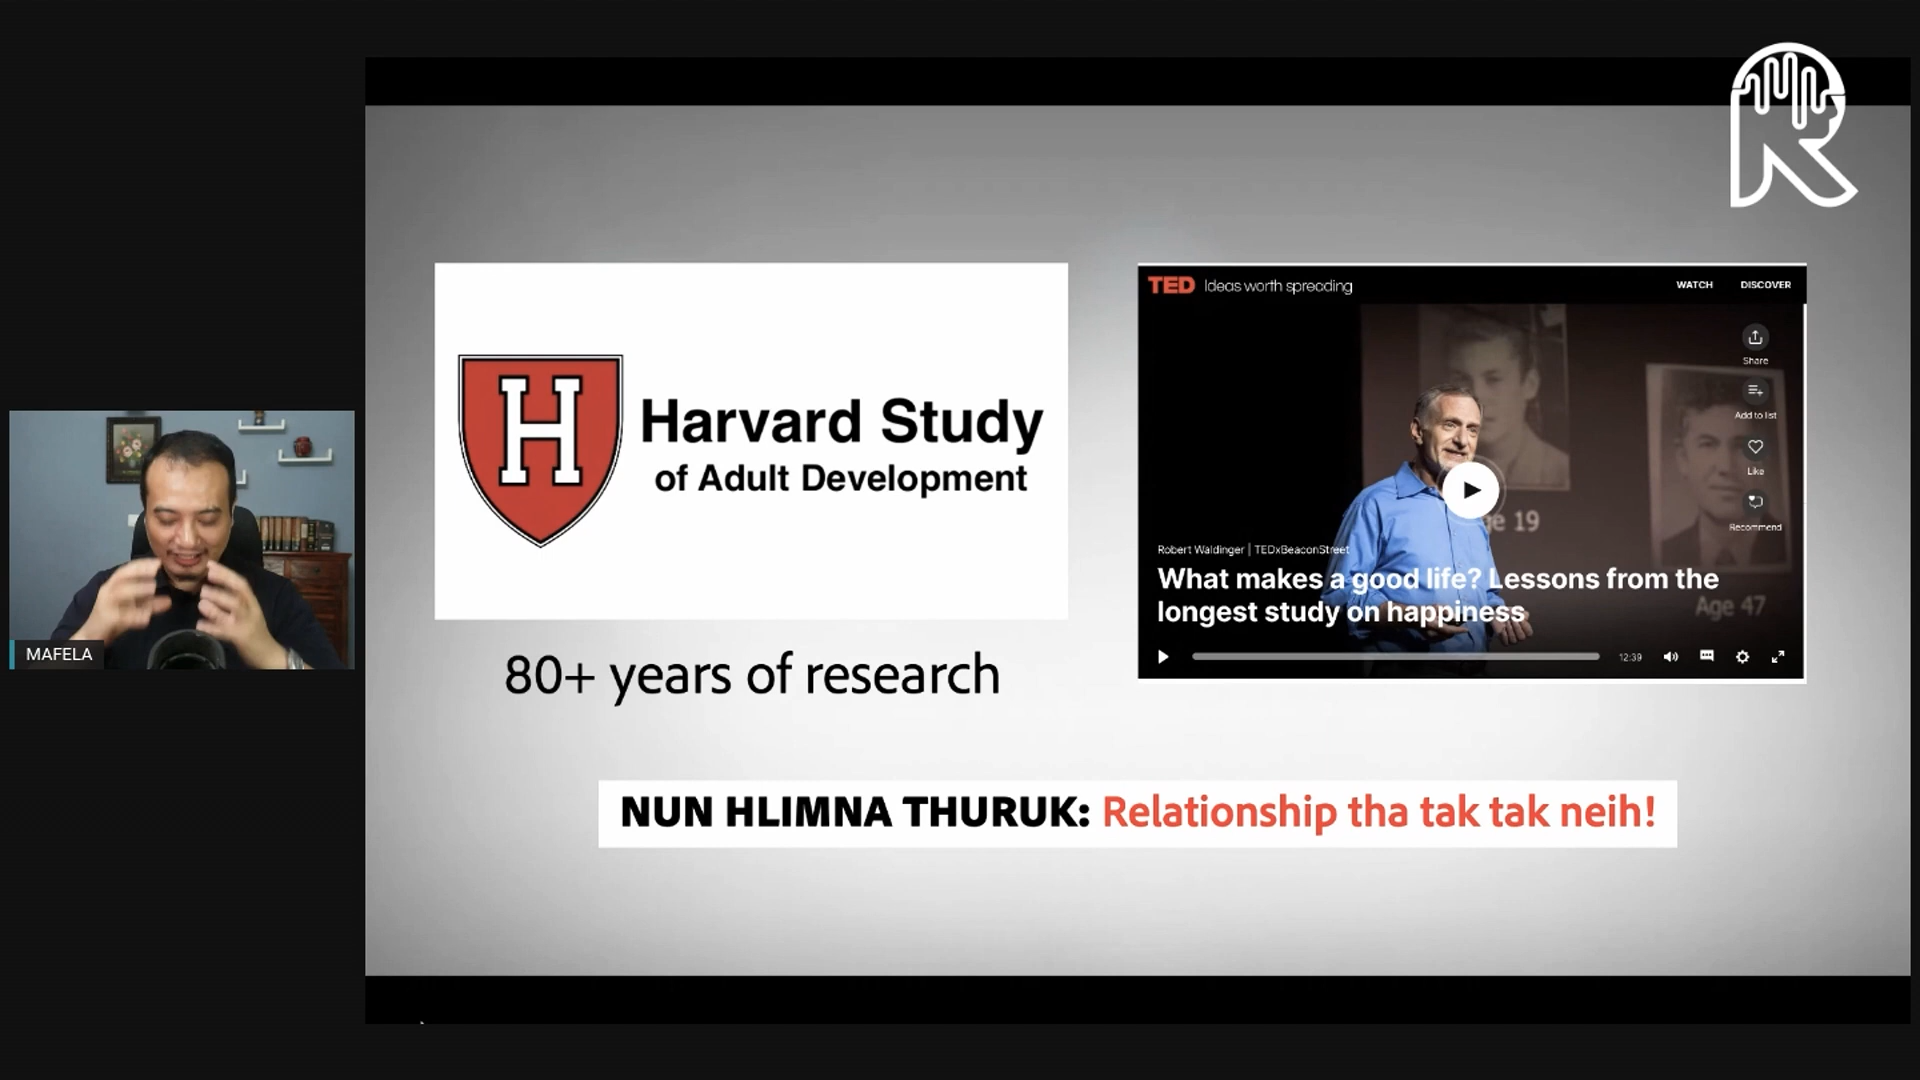 MAFELA
H
Harvard Study
of Adult Development
80+ years of research
TED Ideas worth spreading
WATCH DISCOVER
Share
Add to list
Like
Recommend
Age 19
Age 47
Robert Waldinger | TEDxBeaconStreet
What makes a good life? Lessons from the
longest study on happiness
12:39
NUN HLIMNA THURUK: Relationship tha tak tak neih!
R